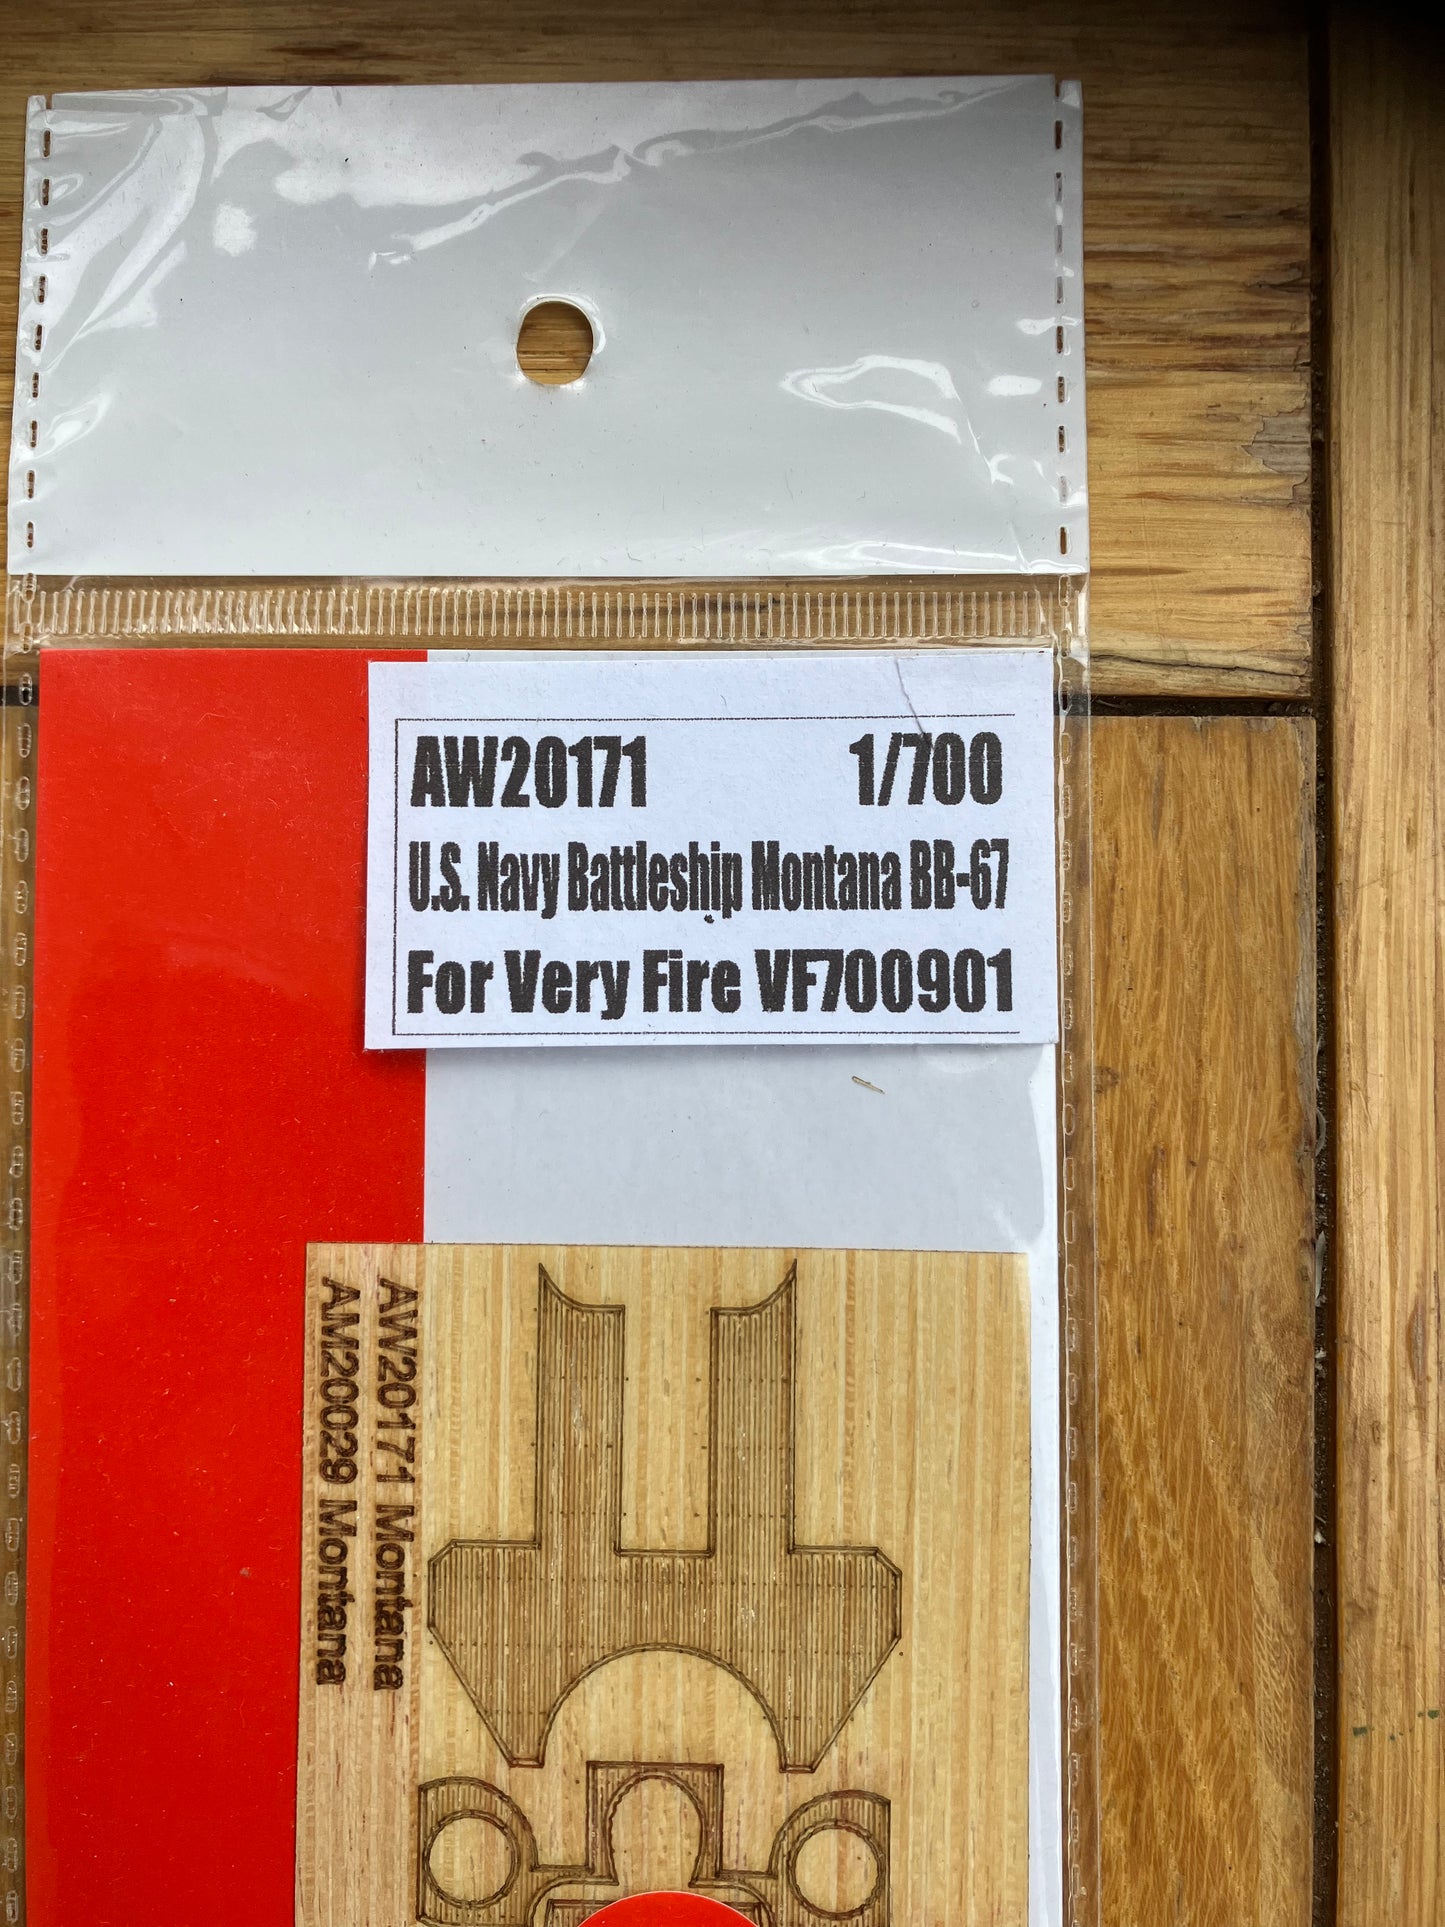 AW20171 1/700
U.S. Navy Battleship Montana BB-67
For Very Fire VF700901
AW20171 Montana
AM20029 Montana